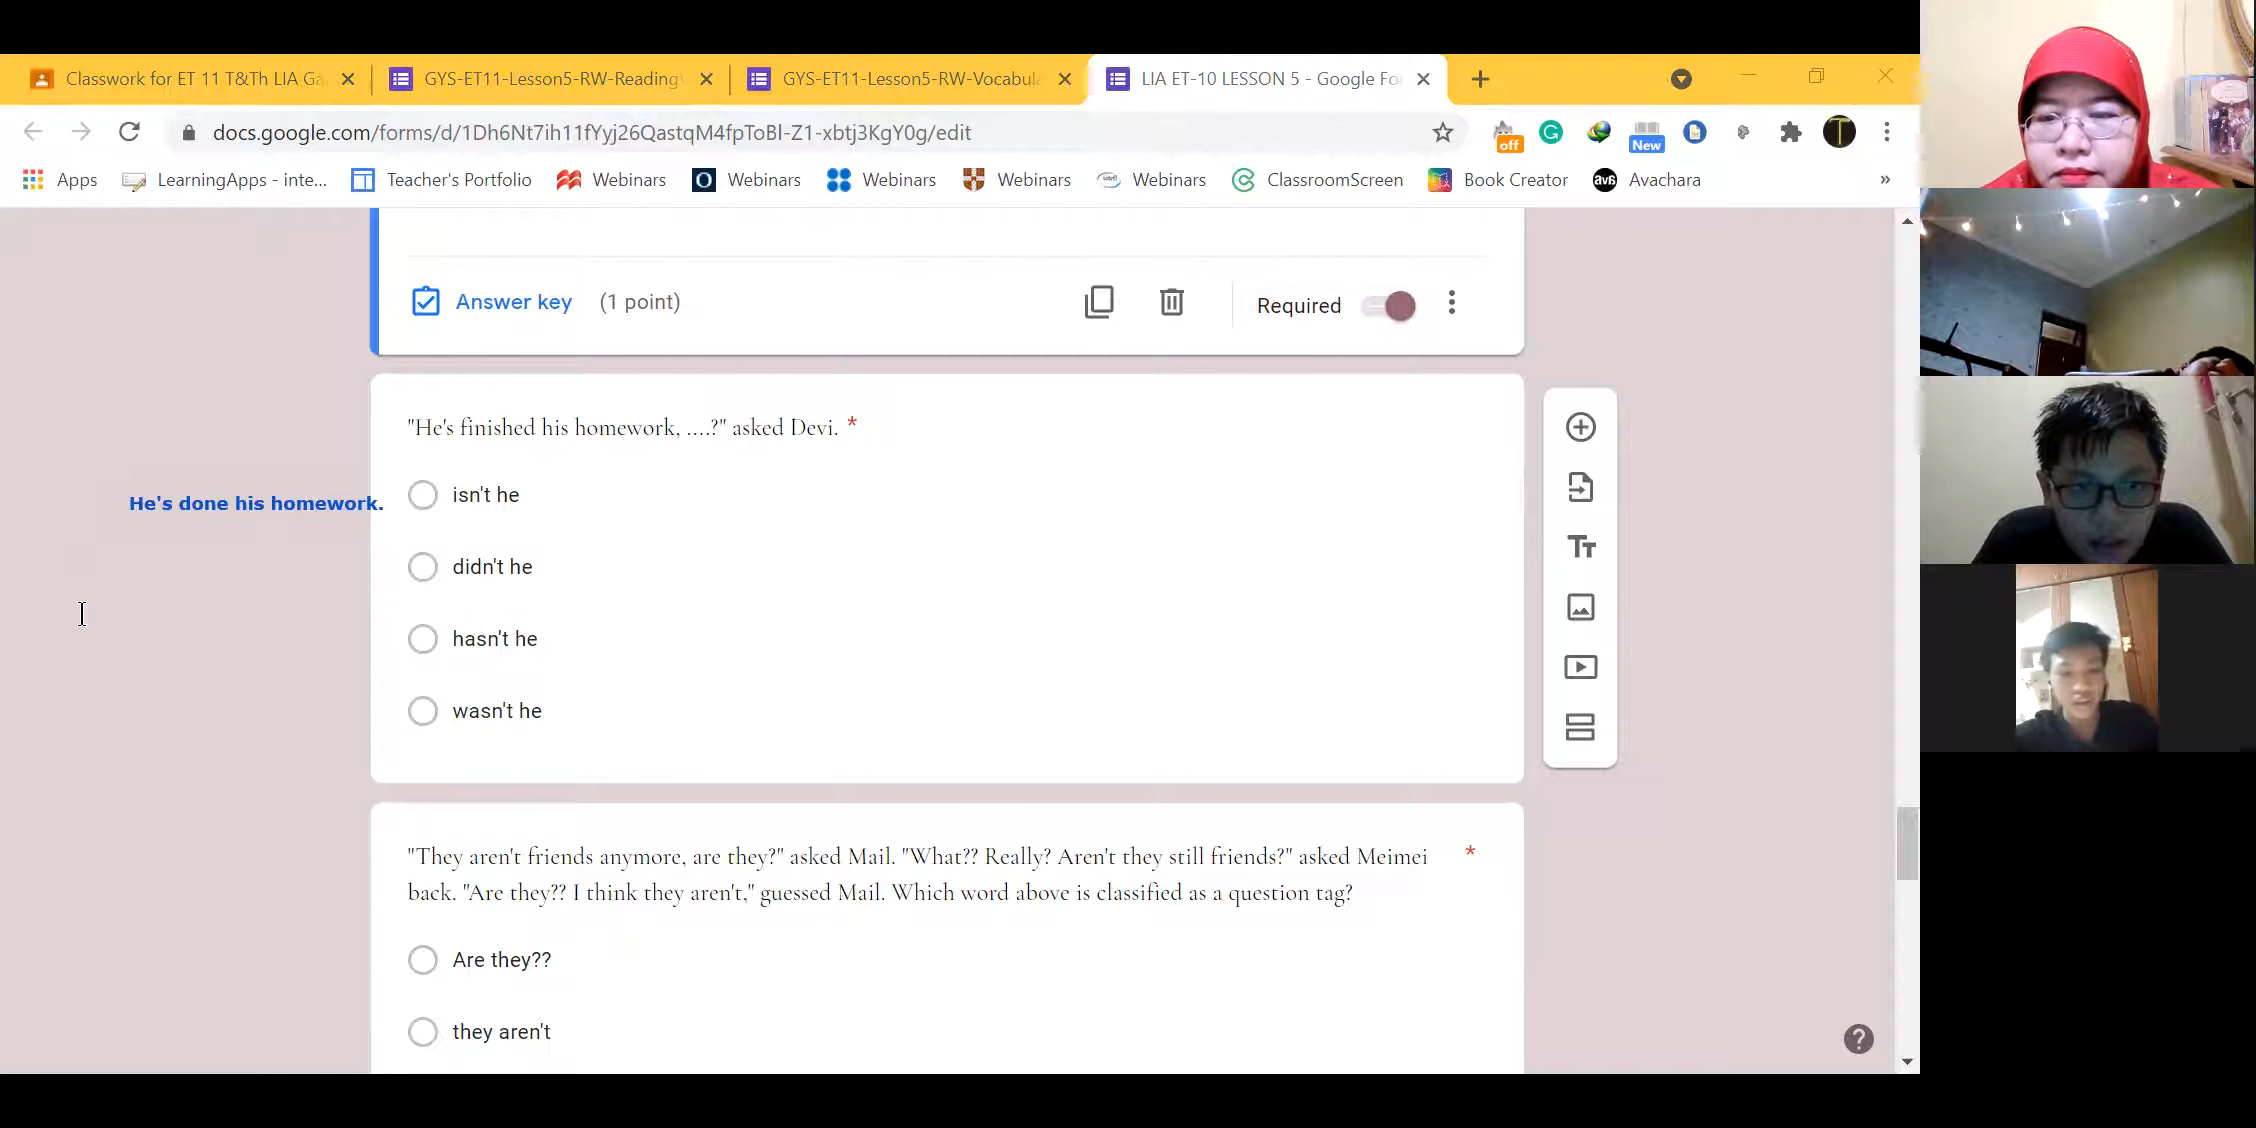 Classwork for ET 11 T&Th LIA Ga
GYS-ET11-Lesson5-RW-Reading
GYS-ET11-Lesson5-RW-Vocabula
LIA ET-10 LESSON 5 - Google Fo
docs.google.com/forms/d/1Dh6Nt7ih11fYyj26QastqM4fpToBl-Z1-xbtj3KgY0g/edit
off
New
T
Apps
LearningApps - inte...
Teacher's Portfolio
Webinars
Webinars
Webinars
Webinars
Webinars
ClassroomScreen
Book Creator
Avachara
»
Answer key (1 point)
Required
"He's finished his homework, ....?" asked Devi. *
He's done his homework.
isn't he
didn't he
hasn't he
wasn't he
"They aren't friends anymore, are they?" asked Mail. "What?? Really? Aren't they still friends?" asked Meimei *
back. "Are they?? I think they aren't," guessed Mail. Which word above is classified as a question tag?
Are they??
they aren't